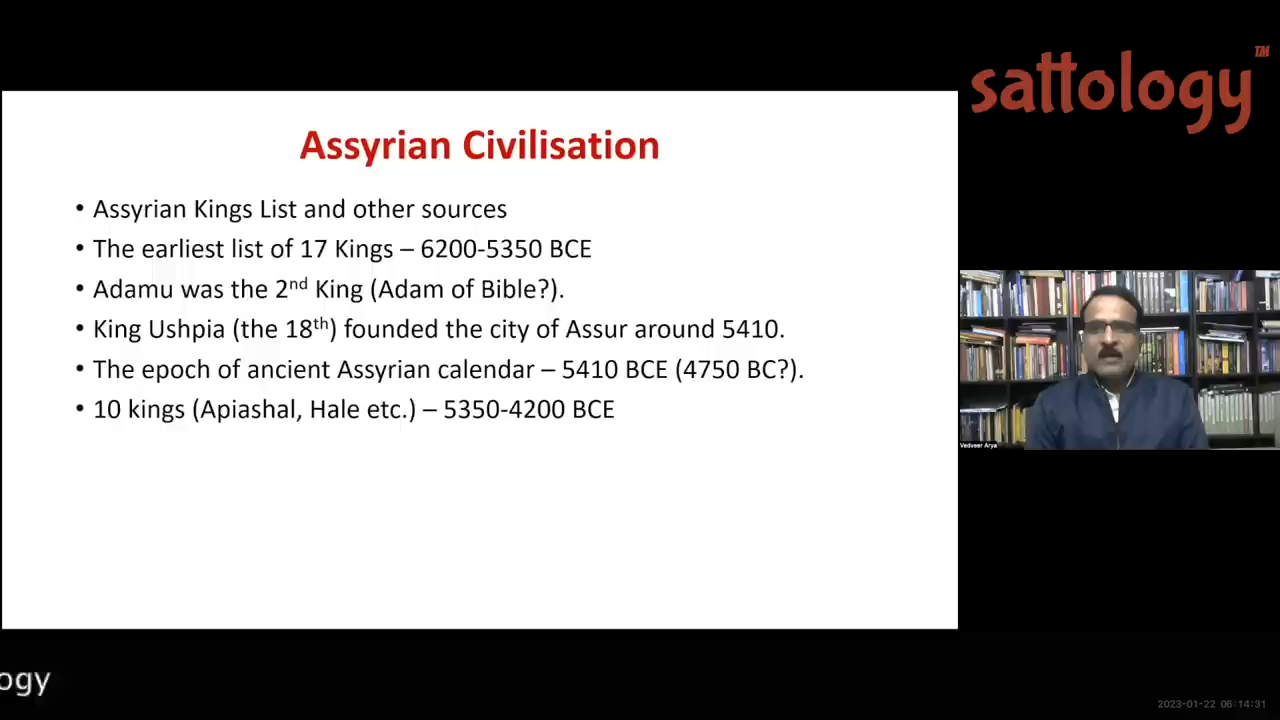 sattology™
Assyrian Civilisation
• Assyrian Kings List and other sources
• The earliest list of 17 Kings – 6200-5350 BCE
• Adamu was the 2nd King (Adam of Bible?).
• King Ushpia (the 18th) founded the city of Assur around 5410.
• The epoch of ancient Assyrian calendar – 5410 BCE (4750 BC?).
• 10 kings (Apiashal, Hale etc.) – 5350-4200 BCE
Vedveer Arya
ogy
2023-01-22 06:14:31